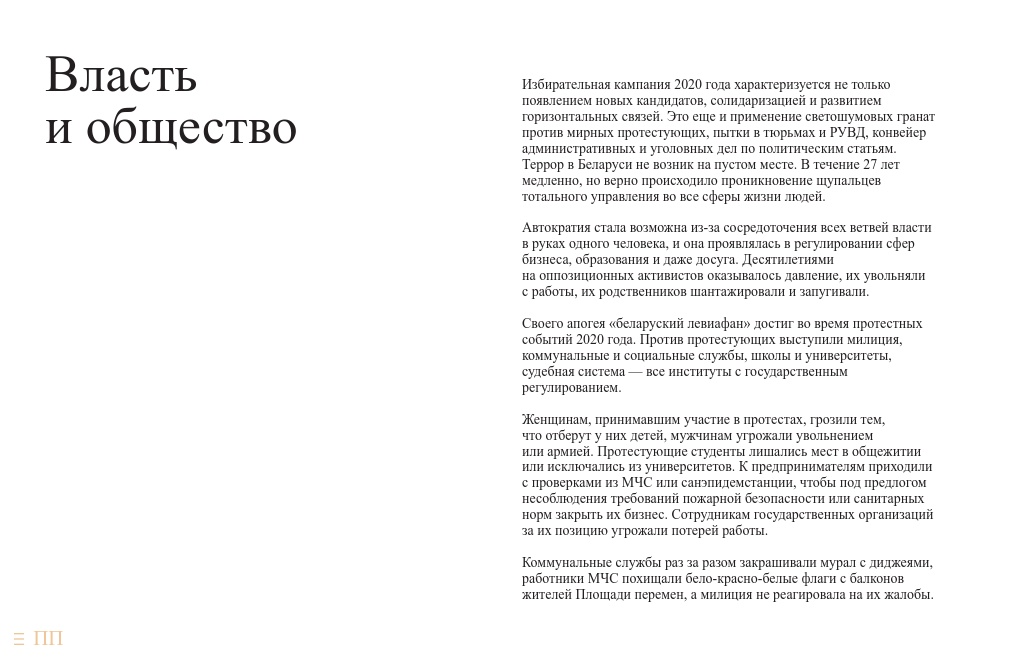 Власть
и общество
Избирательная кампания 2020 года характеризуется не только
появлением новых кандидатов, солидаризацией и развитием
горизонтальных связей. Это еще и применение светошумовых гранат
против мирных протестующих, пытки в тюрьмах и РУВД, конвейер
административных и уголовных дел по политическим статьям.
Террор в Беларуси не возник на пустом месте. В течение 27 лет
медленно, но верно происходило проникновение щупальцев
тотального управления во все сферы жизни людей.
Автократия стала возможна из-за сосредоточения всех ветвей власти
в руках одного человека, и она проявлялась в регулировании сфер
бизнеса, образования и даже досуга. Десятилетиями
на оппозиционных активистов оказывалось давление, их увольняли
с работы, их родственников шантажировали и запугивали.
Своего апогея «беларуский левиафан» достиг во время протестных
событий 2020 года. Против протестующих выступили милиция,
коммунальные и социальные службы, школы и университеты,
судебная система — все институты с государственным
регулированием.
Женщинам, принимавшим участие в протестах, грозили тем,
что отберут у них детей, мужчинам угрожали увольнением
или армией. Протестующие студенты лишались мест в общежитии
или исключались из университетов. К предпринимателям приходили
с проверками из МЧС или санэпидемстанции, чтобы под предлогом
несоблюдения требований пожарной безопасности или санитарных
норм закрыть их бизнес. Сотрудникам государственных организаций
за их позицию угрожали потерей работы.
Коммунальные службы раз за разом закрашивали мурал с диджеями,
работники МЧС похищали бело-красно-белые флаги с балконов
жителей Площади перемен, а милиция не реагировала на их жалобы.
ПП